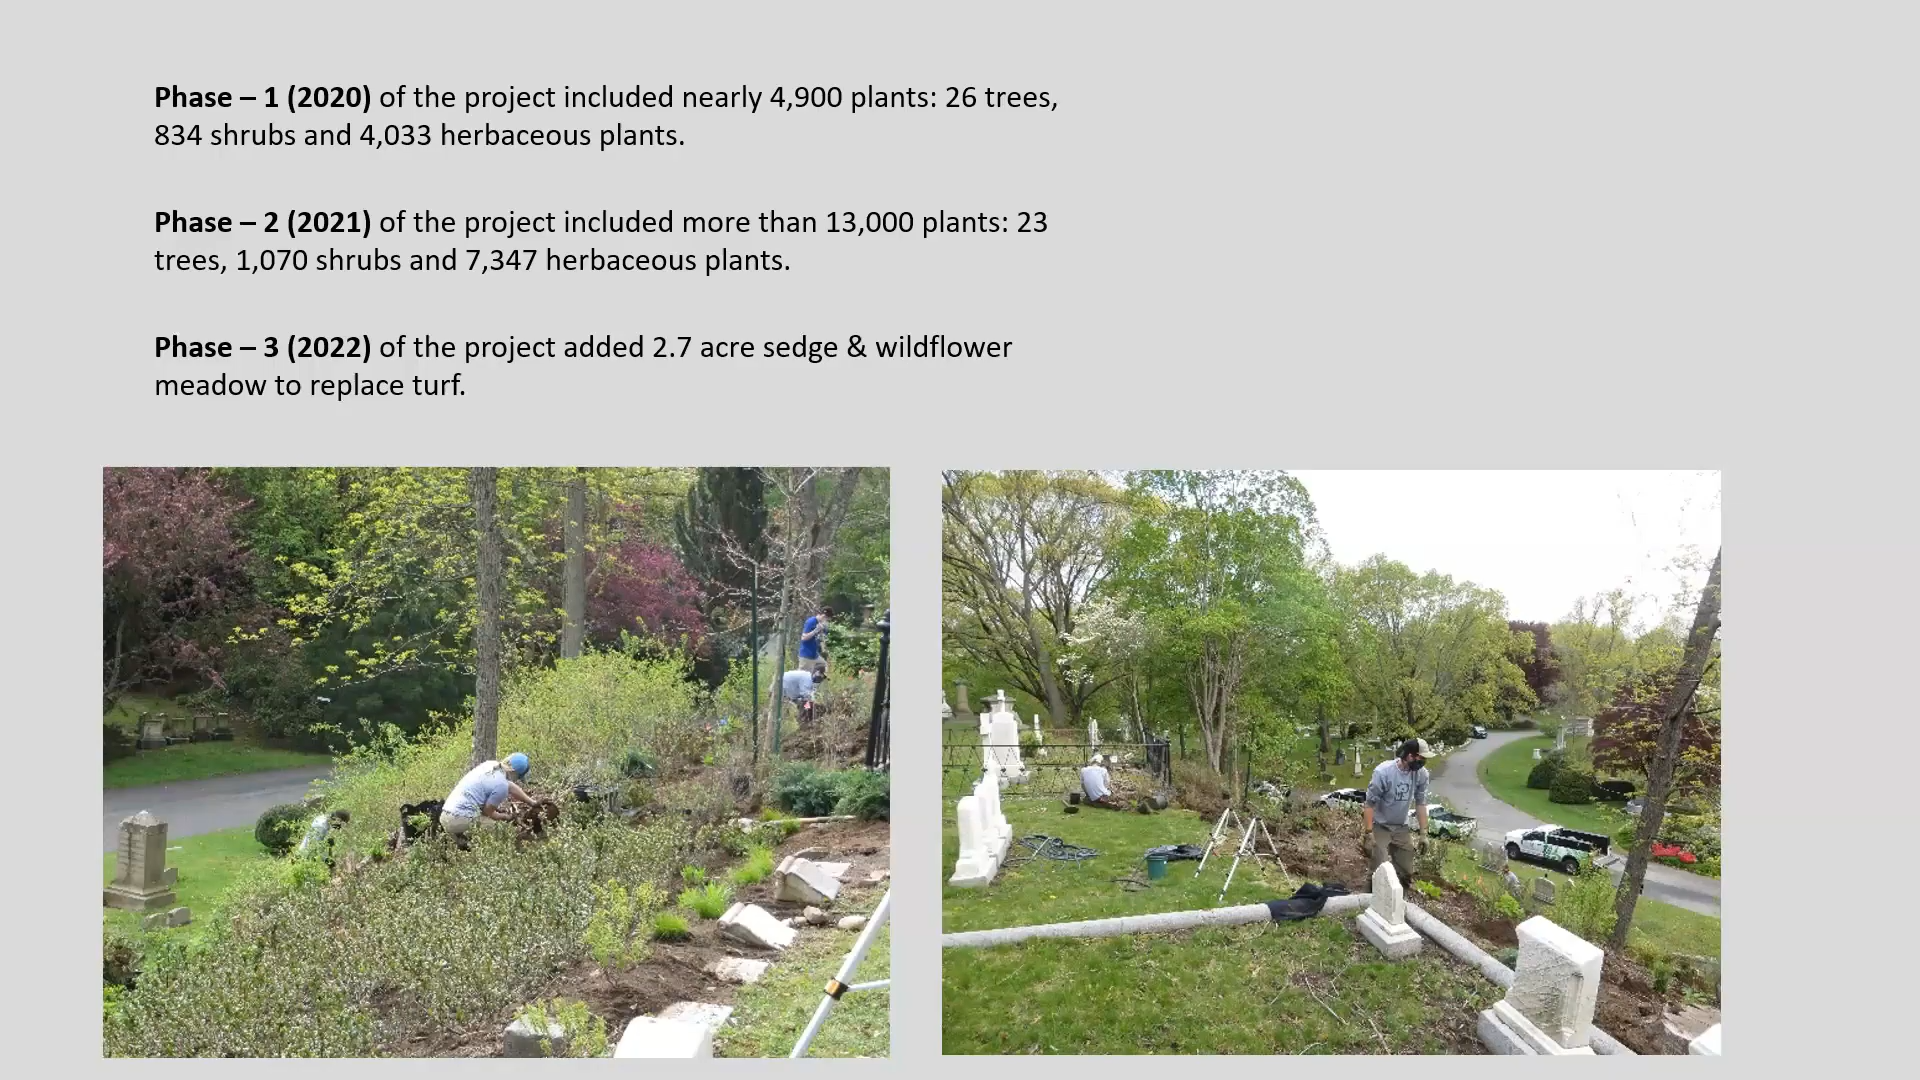 Phase – 1 (2020) of the project included nearly 4,900 plants: 26 trees,
834 shrubs and 4,033 herbaceous plants.
Phase – 2 (2021) of the project included more than 13,000 plants: 23
trees, 1,070 shrubs and 7,347 herbaceous plants.
Phase – 3 (2022) of the project added 2.7 acre sedge & wildflower
meadow to replace turf.